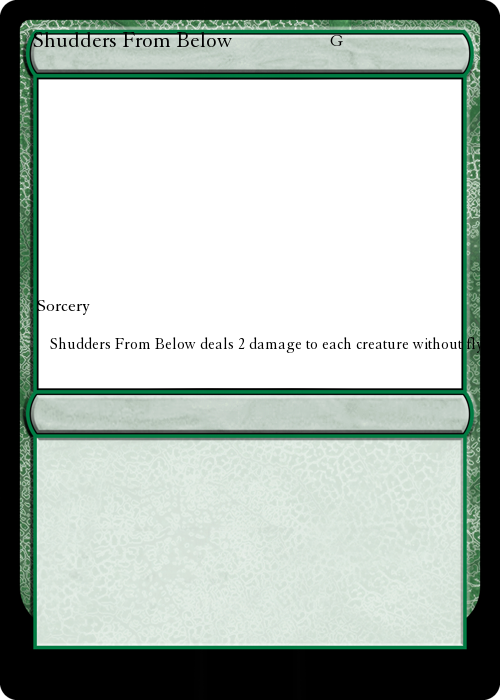 Shudders From Below G
Sorcery
Shudders From Below deals 2 damage to each creature without